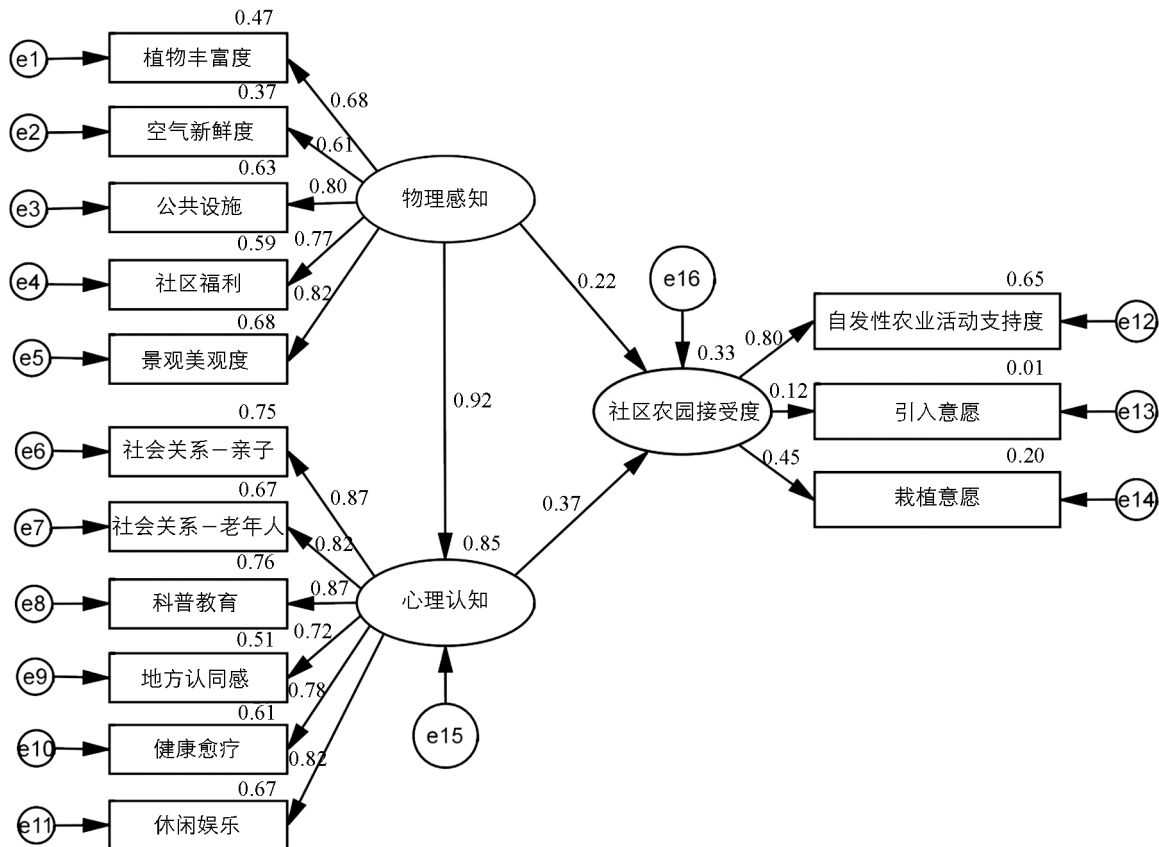 0.47
e1
植物丰富度
0.68
0.37
e2
空气新鲜度
0.61
0.63
e3
公共设施
0.80
物理感知
0.59
e4
社区福利
0.77
0.68
e5
景观美观度
0.82
0.22
e16
0.33
社区农园接受度
0.65
自发性农业活动支持度
e12
0.80
0.01
引入意愿
e13
0.12
0.20
栽植意愿
e14
0.45
0.92
0.37
0.75
e6
社会关系－亲子
0.87
0.67
e7
社会关系－老年人
0.82
0.76
e8
科普教育
0.87
0.85
心理认知
0.51
e9
地方认同感
0.72
0.61
e10
健康愈疗
0.78
e15
0.67
e11
休闲娱乐
0.82